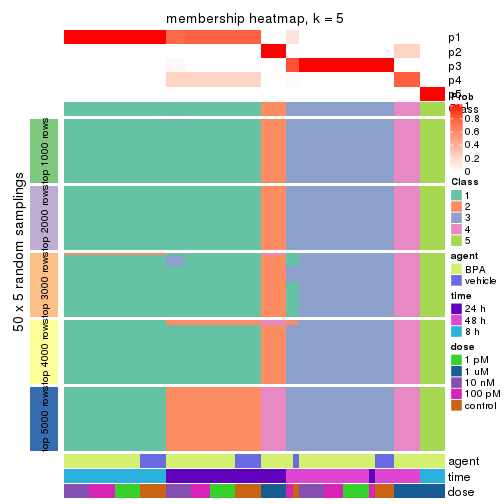 membership heatmap, k = 5
p1
p2
p3
p4
p5
Prob
Class
1
0.8
0.6
0.4
0.2
0
Class
1
2
3
4
5
agent
BPA
vehicle
time
24 h
48 h
8 h
dose
1 pM
1 uM
10 nM
100 pM
control
50 x 5 random samplings
top 1000 rows
top 2000 rows
top 3000 rows
top 4000 rows
top 5000 rows
agent
time
dose